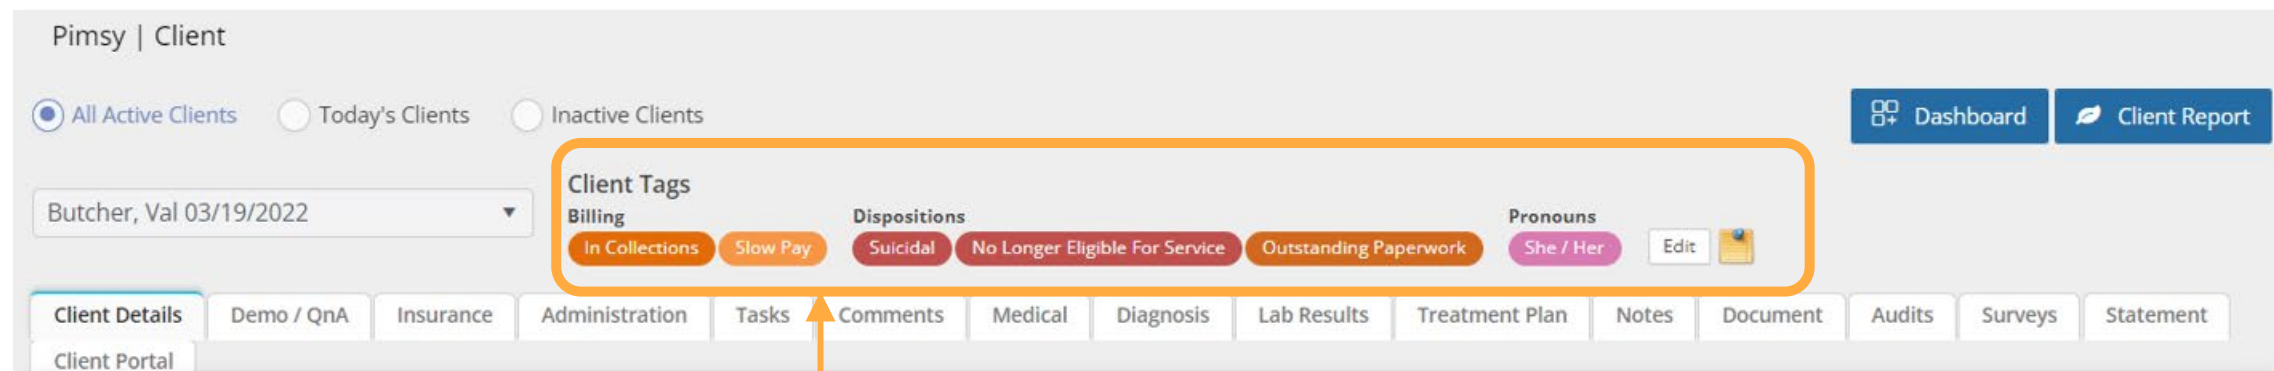 Pimsy | Client
All Active Clients Today's Clients Inactive Clients
Dashboard Client Report
Client Tags
Butcher, Val 03/19/2022
Billing Dispositions Pronouns
In Collections Slow Pay Suicidal No Longer Eligible For Service Outstanding Paperwork She / Her Edit
Client Details Demo / QnA Insurance Administration Tasks Comments Medical Diagnosis Lab Results Treatment Plan Notes Document Audits Surveys Statement
Client Portal